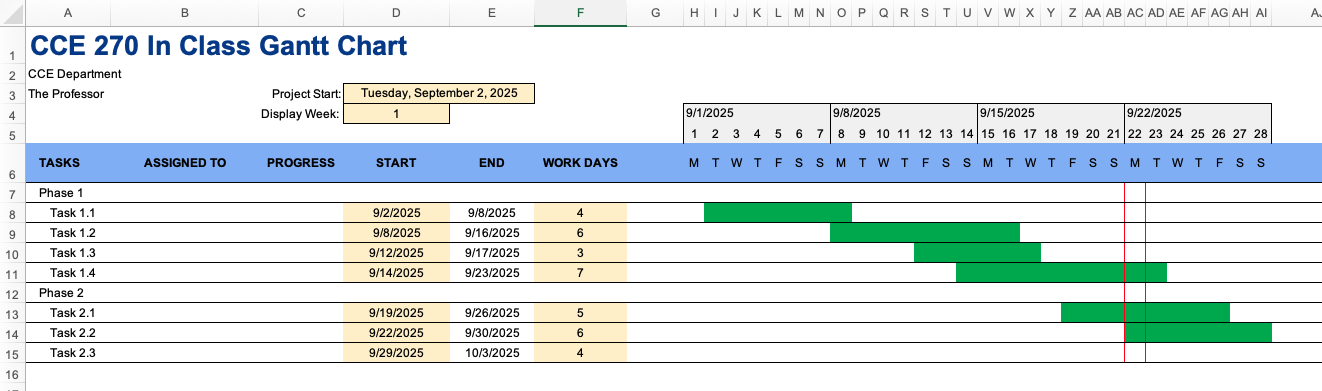 A B C D E F G H I J K L M N O P Q R S T U V W X Y Z AA AB AC AD AE AF AG AH AI AJ
1 CCE 270 In Class Gantt Chart
2 CCE Department
3 The Professor Project Start: Tuesday, September 2, 2025
4 Display Week: 1 9/1/2025 9/8/2025 9/15/2025 9/22/2025
5 1 2 3 4 5 6 7 8 9 10 11 12 13 14 15 16 17 18 19 20 21 22 23 24 25 26 27 28
6 TASKS ASSIGNED TO PROGRESS START END WORK DAYS M T W T F S S M T W T F S S M T W T F S S M T W T F S S
7 Phase 1
8 Task 1.1 9/2/2025 9/8/2025 4
9 Task 1.2 9/8/2025 9/16/2025 6
10 Task 1.3 9/12/2025 9/17/2025 3
11 Task 1.4 9/14/2025 9/23/2025 7
12 Phase 2
13 Task 2.1 9/19/2025 9/26/2025 5
14 Task 2.2 9/22/2025 9/30/2025 6
15 Task 2.3 9/29/2025 10/3/2025 4
16